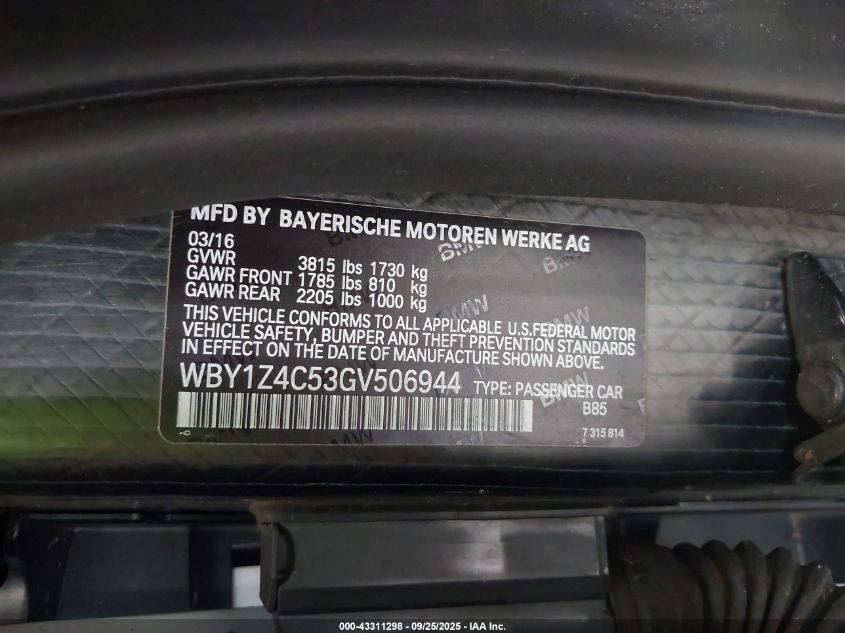 MFD BY BAYERISCHE MOTOREN WERKE AG
03/16
GVWR 3815 lbs 1730 kg
GAWR FRONT 1785 lbs 810 kg
GAWR REAR 2205 lbs 1000 kg
THIS VEHICLE CONFORMS TO ALL APPLICABLE U.S.FEDERAL MOTOR
VEHICLE SAFETY, BUMPER AND THEFT PREVENTION STANDARDS
IN EFFECT ON THE DATE OF MANUFACTURE SHOWN ABOVE.
WBY1Z4C53GV506944 TYPE: PASSENGER CAR
B85
7 315 814
000-43311298 - 09/25/2025 - IAA Inc.